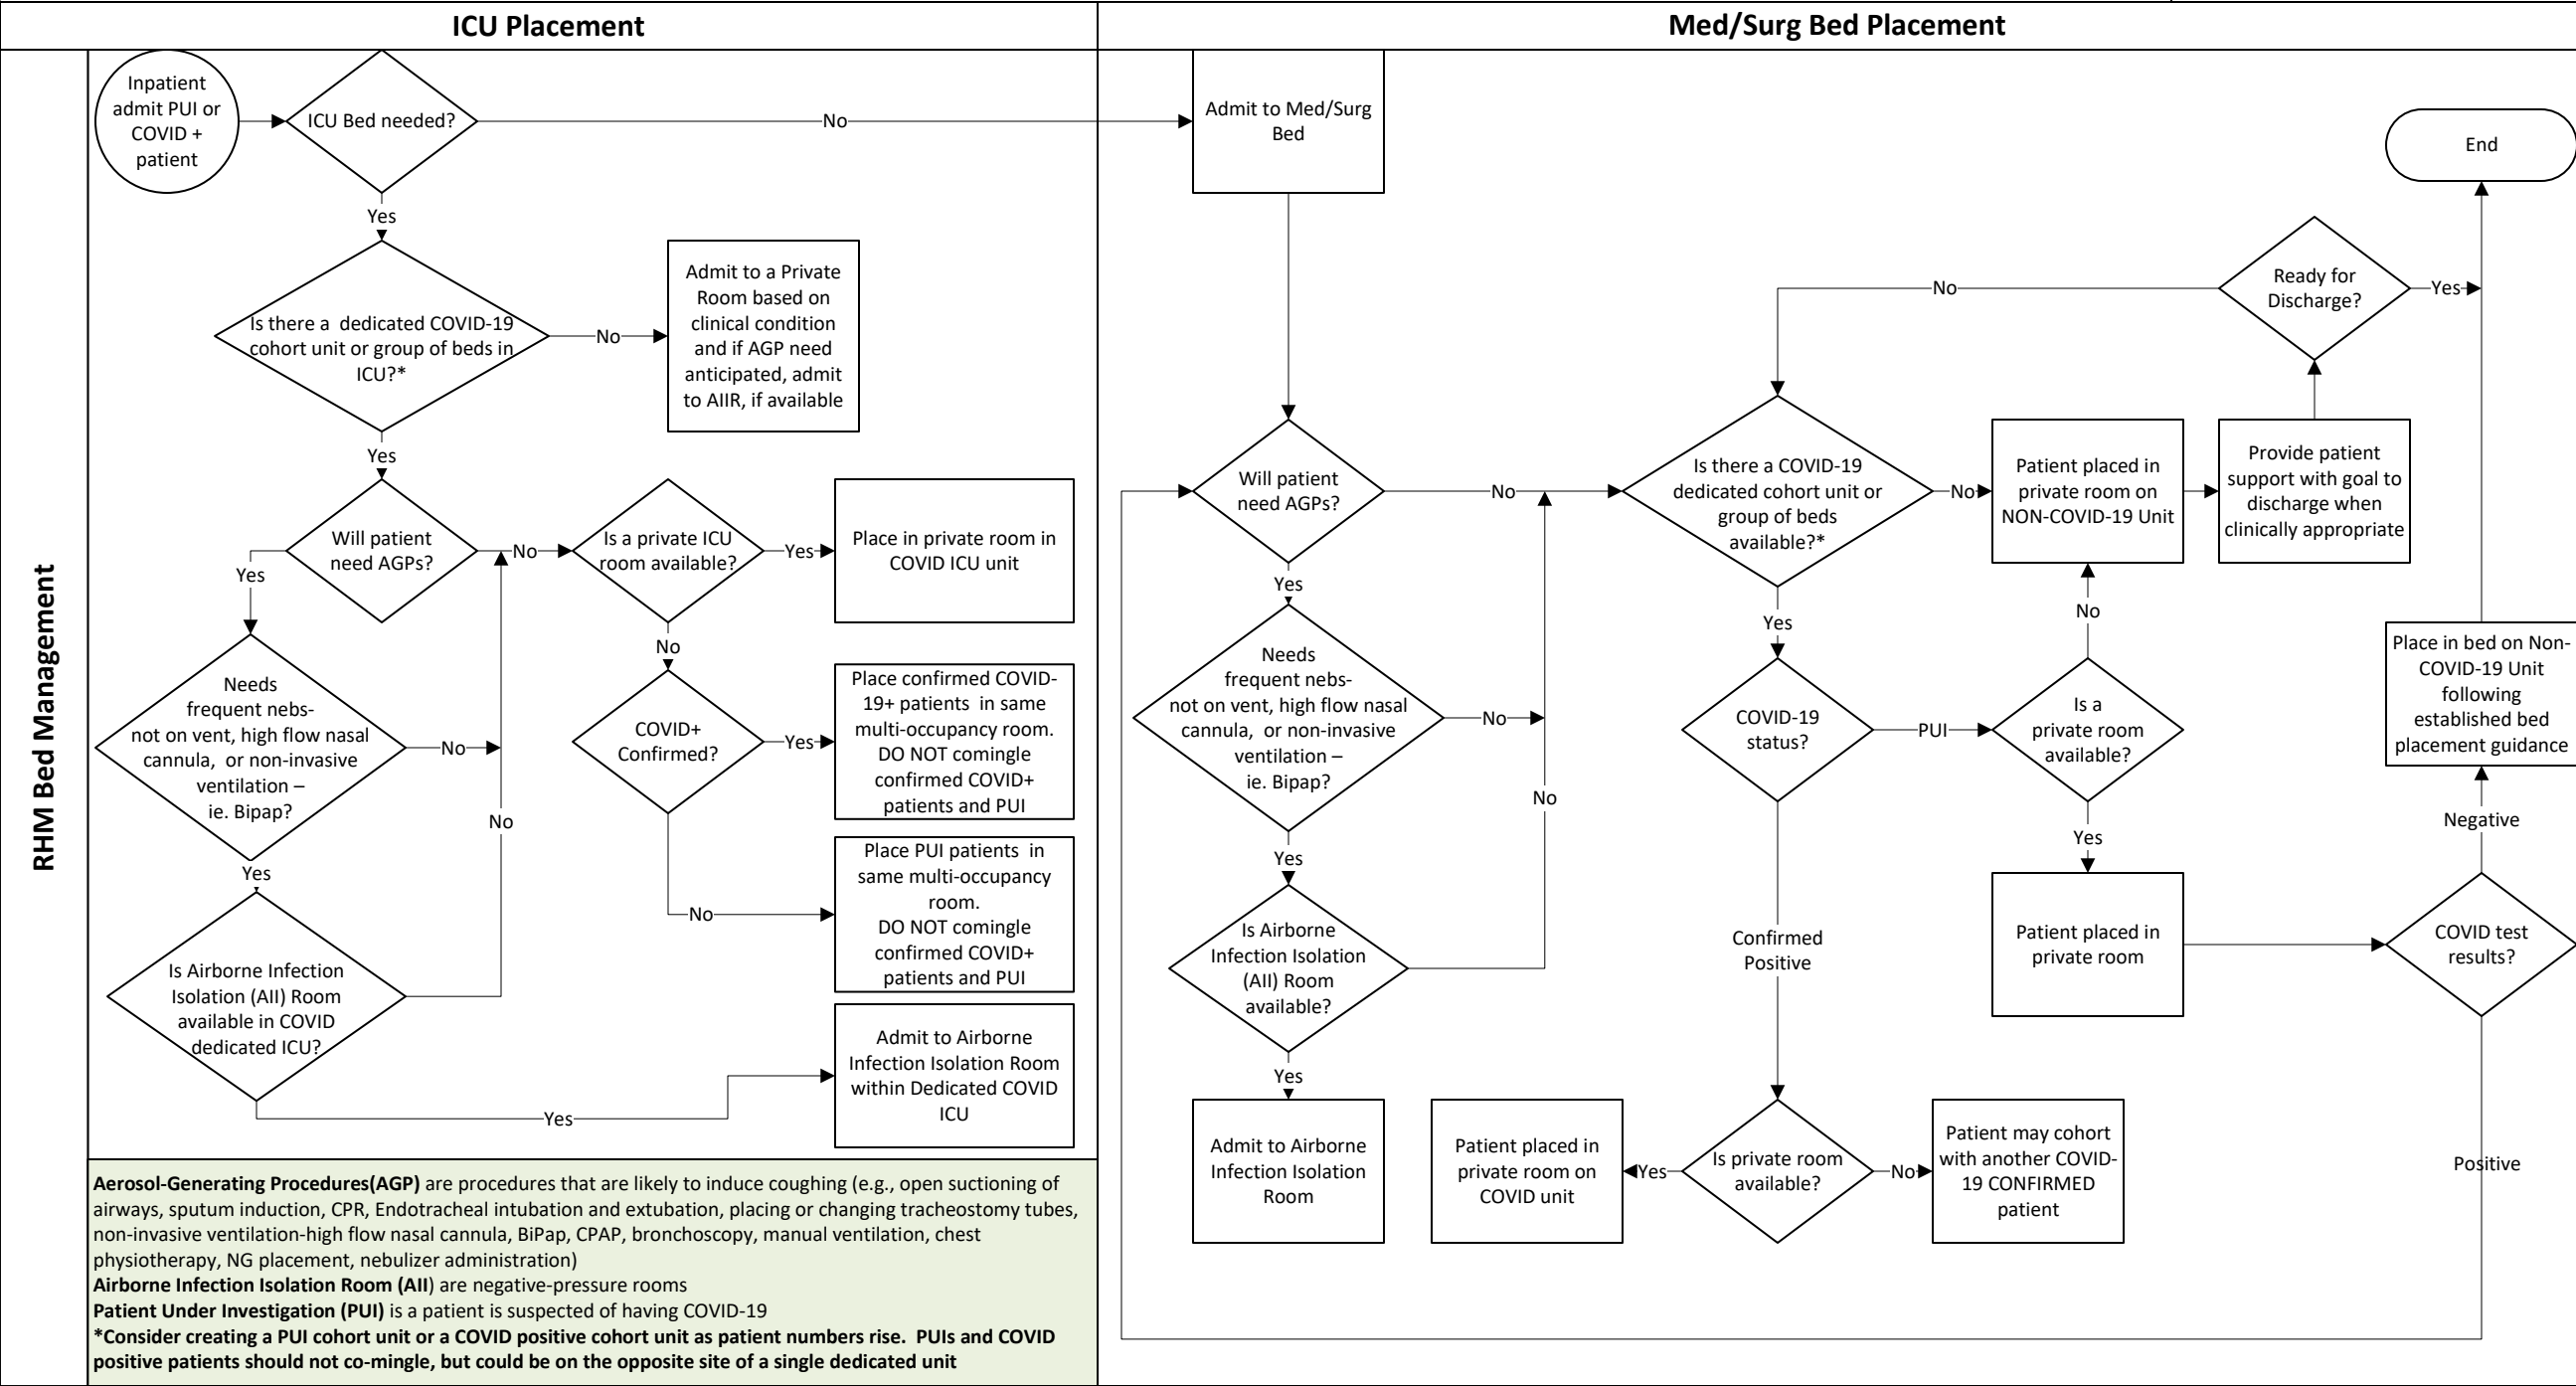 ICU Placement
Med/Surg Bed Placement
RHM Bed Management
Inpatient
admit PUI or
COVID +
patient
ICU Bed needed?
No
Yes
Is there a  dedicated COVID-19
cohort unit or group of beds in
ICU?*
No
Admit to a Private
Room based on
clinical condition
and if AGP need
anticipated, admit
to AIIR, if available
Yes
Will patient
need AGPs?
No
Yes
Is a private ICU
room available?
Yes
Place in private room in
COVID ICU unit
No
Needs
frequent nebs-
not on vent, high flow nasal
cannula,  or non-invasive
ventilation –
ie. Bipap?
No
Yes
No
COVID+
Confirmed?
Yes
Place confirmed COVID-
19+ patients  in same
multi-occupancy room.
DO NOT comingle
confirmed COVID+
patients and PUI
No
Place PUI patients  in
same multi-occupancy
room.
DO NOT comingle
confirmed COVID+
patients and PUI
Is Airborne Infection
Isolation (AII) Room
available in COVID
dedicated ICU?
Yes
Admit to Airborne
Infection Isolation Room
within Dedicated COVID
ICU
Aerosol-Generating Procedures(AGP) are procedures that are likely to induce coughing (e.g., open suctioning of
airways, sputum induction, CPR, Endotracheal intubation and extubation, placing or changing tracheostomy tubes,
non-invasive ventilation-high flow nasal cannula, BiPap, CPAP, bronchoscopy, manual ventilation, chest
physiotherapy, NG placement, nebulizer administration)
Airborne Infection Isolation Room (AII) are negative-pressure rooms
Patient Under Investigation (PUI) is a patient is suspected of having COVID-19
*Consider creating a PUI cohort unit or a COVID positive cohort unit as patient numbers rise.  PUIs and COVID
positive patients should not co-mingle, but could be on the opposite site of a single dedicated unit
Admit to Med/Surg
Bed
Will patient
need AGPs?
No
Yes
Needs
frequent nebs-
not on vent, high flow nasal
cannula,  or non-invasive
ventilation –
ie. Bipap?
No
No
Yes
Is Airborne
Infection Isolation
(AII) Room
available?
Yes
Admit to Airborne
Infection Isolation
Room
Is there a COVID-19
dedicated cohort unit or
group of beds
available?*
No
Yes
Patient placed in
private room on
NON-COVID-19 Unit
Provide patient
support with goal to
discharge when
clinically appropriate
Ready for
Discharge?
No
Yes
End
COVID-19
status?
PUI
Confirmed
Positive
Is a
private room
available?
No
Yes
Patient placed in
private room
COVID test
results?
Negative
Place in bed on Non-
COVID-19 Unit
following
established bed
placement guidance
Positive
Is private room
available?
Yes
Patient placed in
private room on
COVID unit
No
Patient may cohort
with another COVID-
19 CONFIRMED
patient